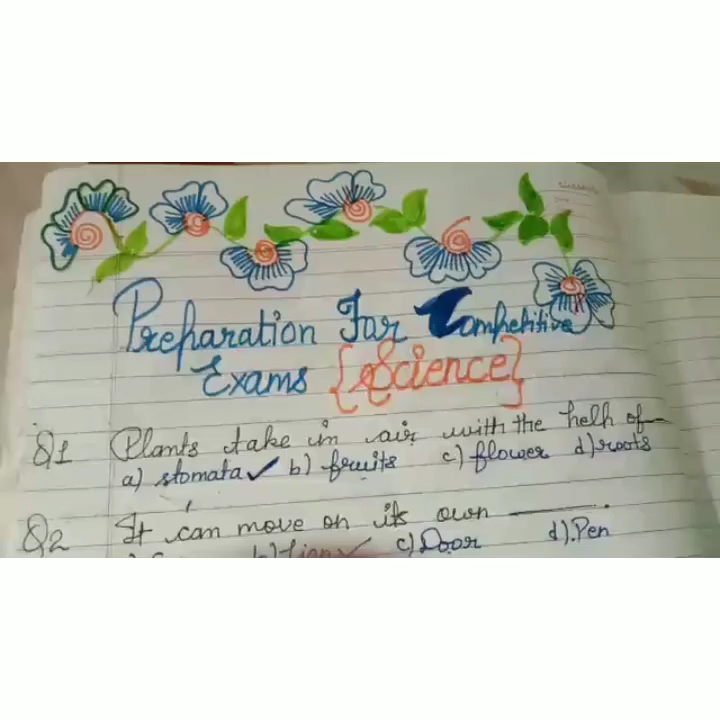 Preparation For Competitive
Exams {Science}
Q1 Plants take in air with the help of —
a) stomata ✓ b) fruits c) flower d) roots
Q2 It can move on its own ———.
b) Lion ✓ c) Door d) Pen